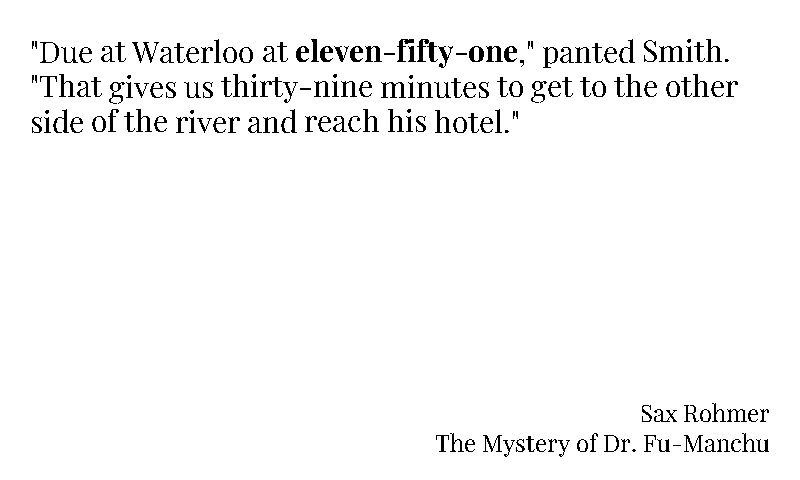 "Due at Waterloo at eleven-fifty-one," panted Smith.
"That gives us thirty-nine minutes to get to the other
side of the river and reach his hotel."
Sax Rohmer
The Mystery of Dr. Fu-Manchu